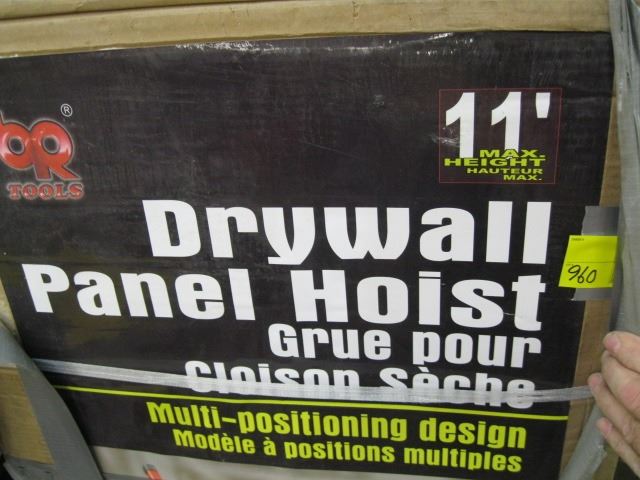 11'
MAX.
HEIGHT
HAUTEUR
MAX.
®
TOOLS
Drywall
Panel Hoist
Grue pour
Cloison Sèche
Multi-positioning design
Modèle à positions multiples
960